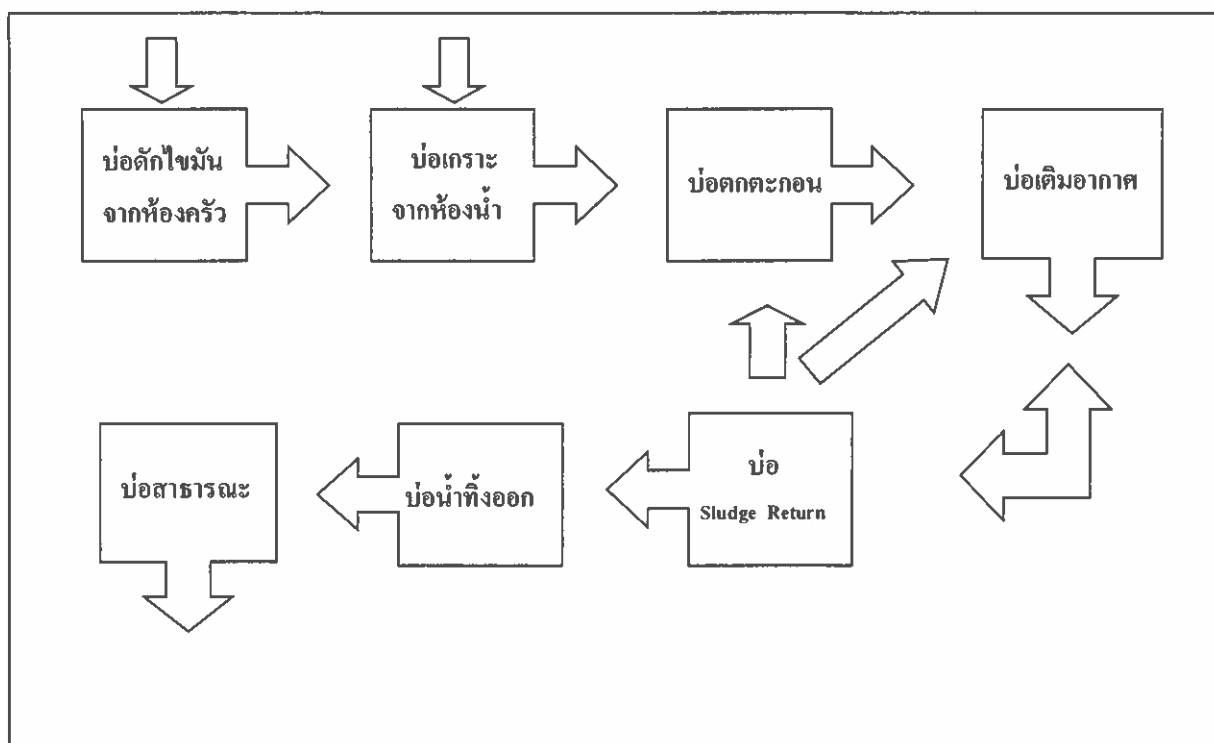 บ่อดักไขมัน
จากห้องครัว
บ่อเกราะ
จากห้องน้ำ
บ่อตกตะกอน
บ่อเติมอากาศ
บ่อสาธารณะ
บ่อน้ำทิ้งออก
บ่อ
Sludge Return